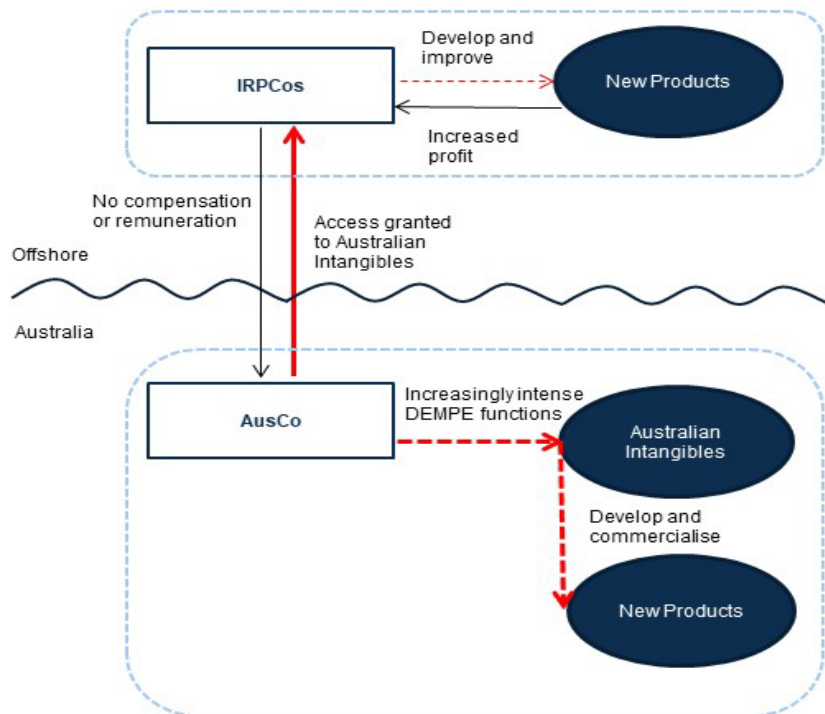 Develop and
improve
IRPCos
New Products
Increased
profit
No compensation
or remuneration
Access granted
to Australian
Intangibles
Offshore
Australia
AusCo
Increasingly intense
DEMPE functions
Australian
Intangibles
Develop and
commercialise
New Products